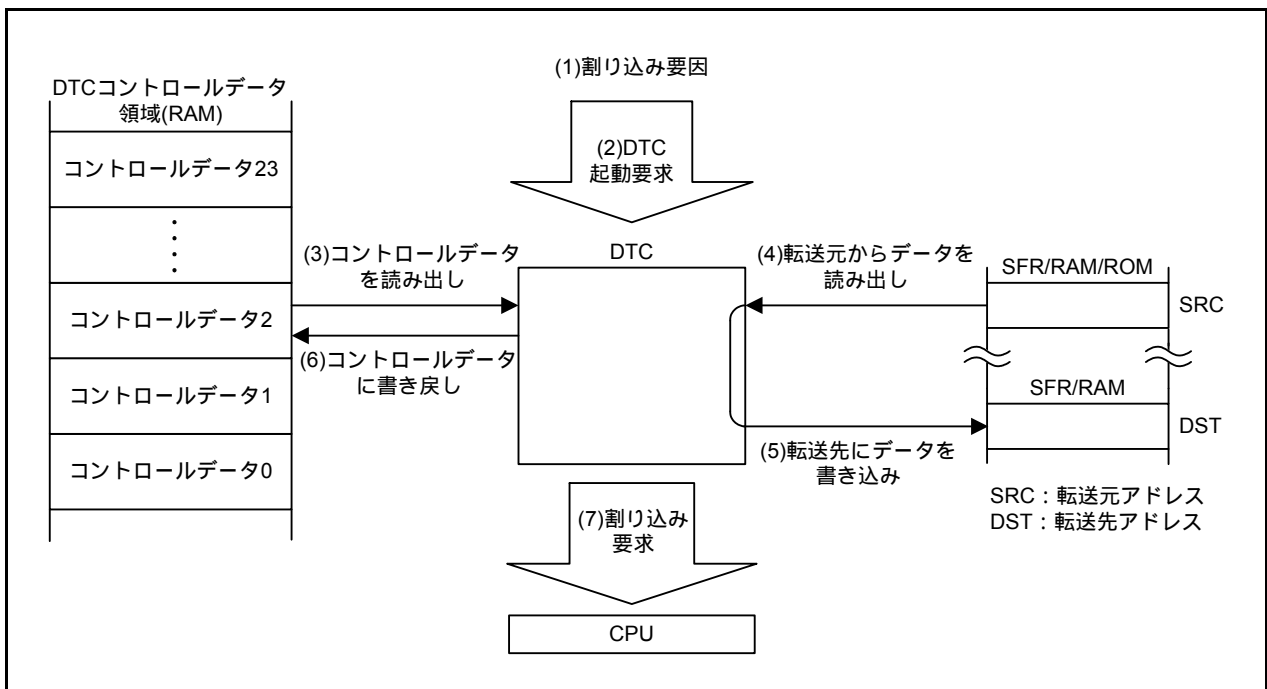 (1)割り込み要因
DTCコントロールデータ
領域(RAM)
(2)DTC
起動要求
コントロールデータ23
DTC
(3)コントロールデータ
を読み出し
(4)転送元からデータを
読み出し
SFR/RAM/ROM
SRC
コントロールデータ2
(6)コントロールデータ
に書き戻し
コントロールデータ1
SFR/RAM
DST
(5)転送先にデータを
書き込み
コントロールデータ0
SRC：転送元アドレス
DST：転送先アドレス
(7)割り込み
要求
CPU